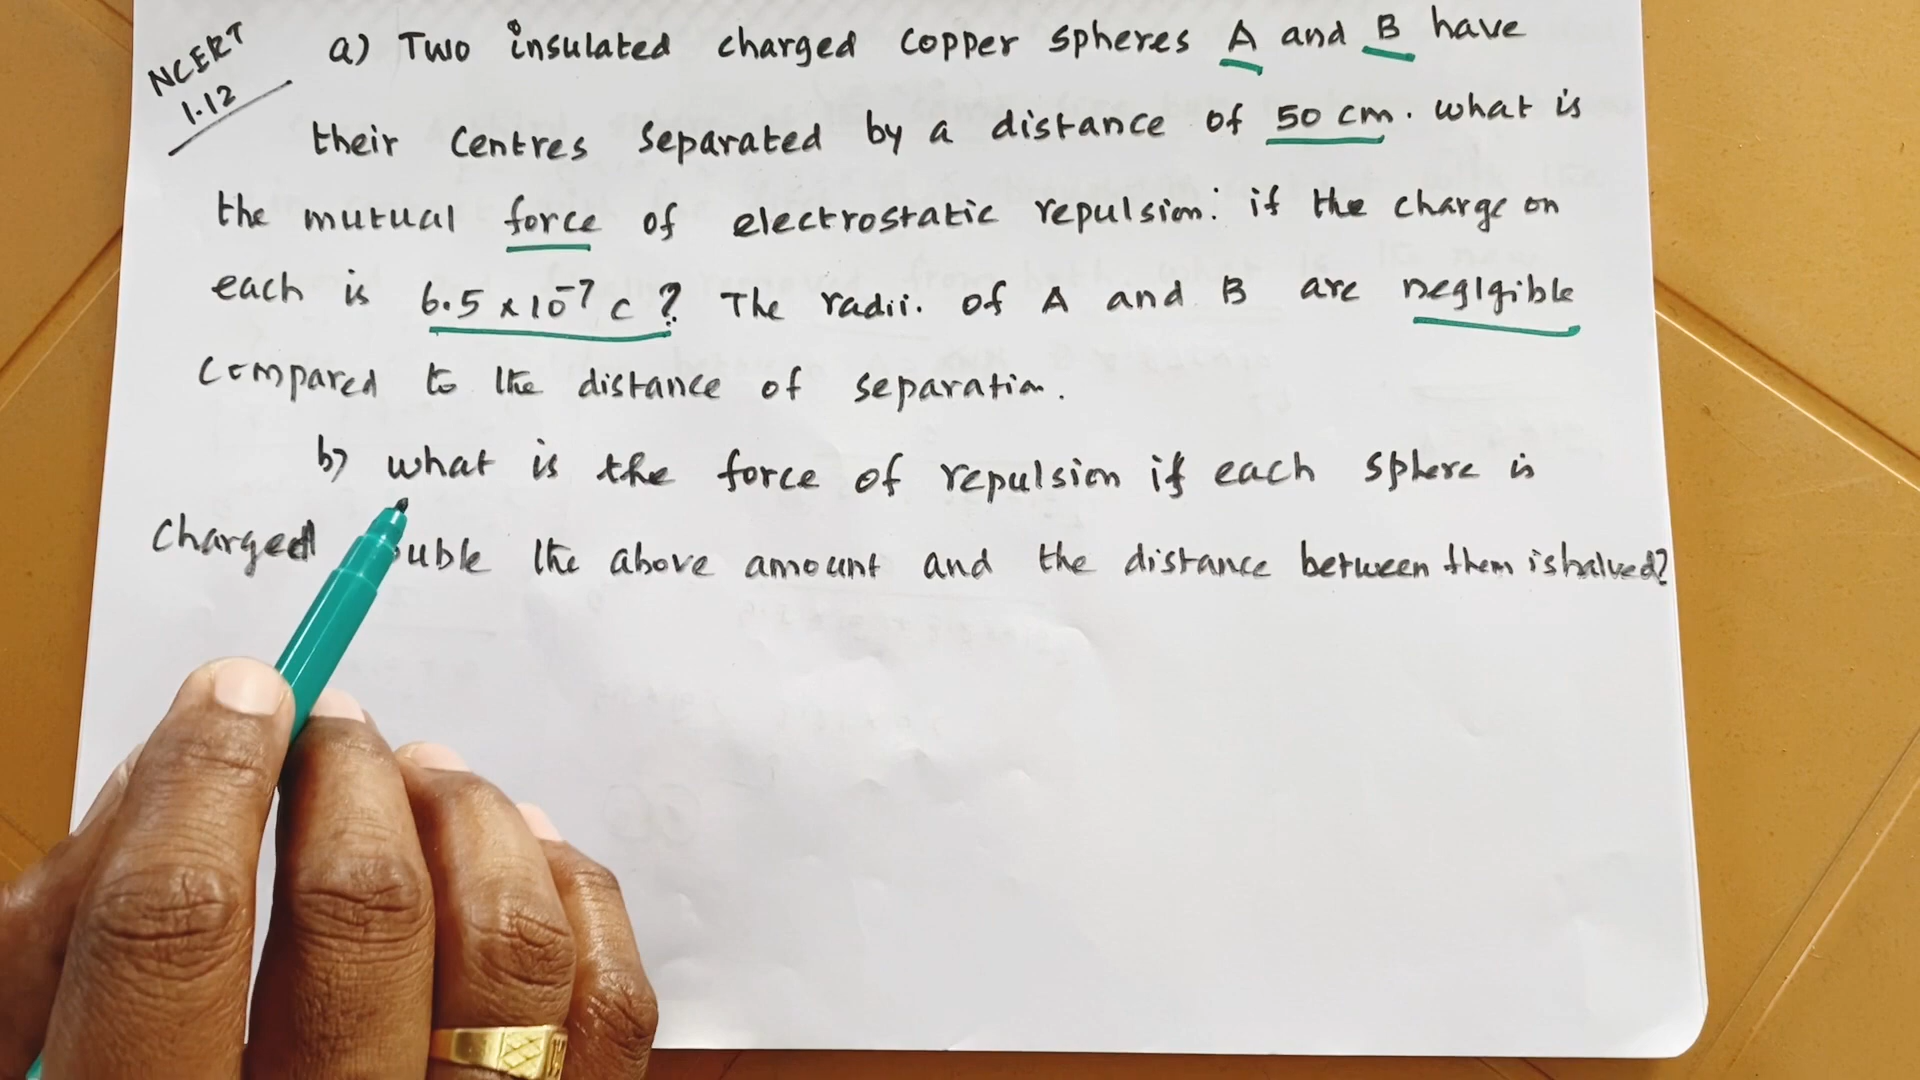 NCERT
1.12
a) Two insulated charged copper spheres A and B have
their centres separated by a distance of 50 cm. what is
the mutual force of electrostatic repulsion: if the charge on
each is 6.5 x 10⁻⁷ c ? The radii. of A and B are neglgible
compared to the distance of separation.
b) what is the force of repulsion if each sphere is
charged uble the above amount and the distance between them is halved?